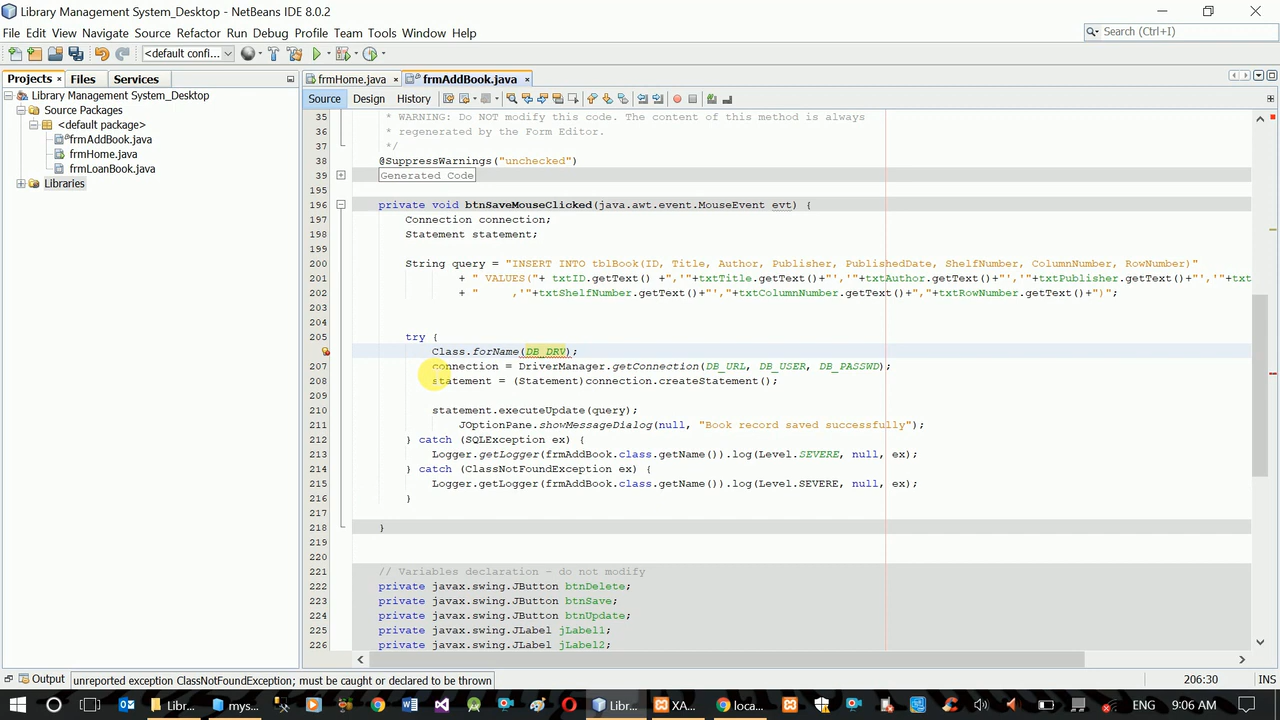 Library Management System_Desktop - NetBeans IDE 8.0.2
File Edit View Navigate Source Refactor Run Debug Profile Team Tools Window Help
Search (Ctrl+I)
<default confi...
Projects Files Services
frmHome.java frmAddBook.java
Source Design History
Library Management System_Desktop
Source Packages
<default package>
frmAddBook.java
frmHome.java
frmLoanBook.java
Libraries
35 * WARNING: Do NOT modify this code. The content of this method is always
36 * regenerated by the Form Editor.
37 */
38 @SuppressWarnings("unchecked")
39 Generated Code
195
196 private void btnSaveMouseClicked(java.awt.event.MouseEvent evt) {
197 Connection connection;
198 Statement statement;
199
200 String query = "INSERT INTO tblBook(ID, Title, Author, Publisher, PublishedDate, ShelfNumber, ColumnNumber, RowNumber)"
201 + " VALUES("+ txtID.getText() +",'"+txtTitle.getText()+"','"+txtAuthor.getText()+"','"+txtPublisher.getText()+"','"+txt
202 + " ,'"+txtShelfNumber.getText()+"',"+txtColumnNumber.getText()+","+txtRowNumber.getText()+")";
203
204
205 try {
Class.forName(DB_DRV);
207 connection = DriverManager.getConnection(DB_URL, DB_USER, DB_PASSWD);
208 statement = (Statement)connection.createStatement();
209
210 statement.executeUpdate(query);
211 JOptionPane.showMessageDialog(null, "Book record saved successfully");
212 } catch (SQLException ex) {
213 Logger.getLogger(frmAddBook.class.getName()).log(Level.SEVERE, null, ex);
214 } catch (ClassNotFoundException ex) {
215 Logger.getLogger(frmAddBook.class.getName()).log(Level.SEVERE, null, ex);
216 }
217
218 }
219
220
221 // Variables declaration - do not modify
222 private javax.swing.JButton btnDelete;
223 private javax.swing.JButton btnSave;
224 private javax.swing.JButton btnUpdate;
225 private javax.swing.JLabel jLabel1;
226 private javax.swing.JLabel jLabel2;
Output unreported exception ClassNotFoundException; must be caught or declared to be thrown 206:30 INS
Libr... mys... Libr... XA... loca... ENG 9:06 AM